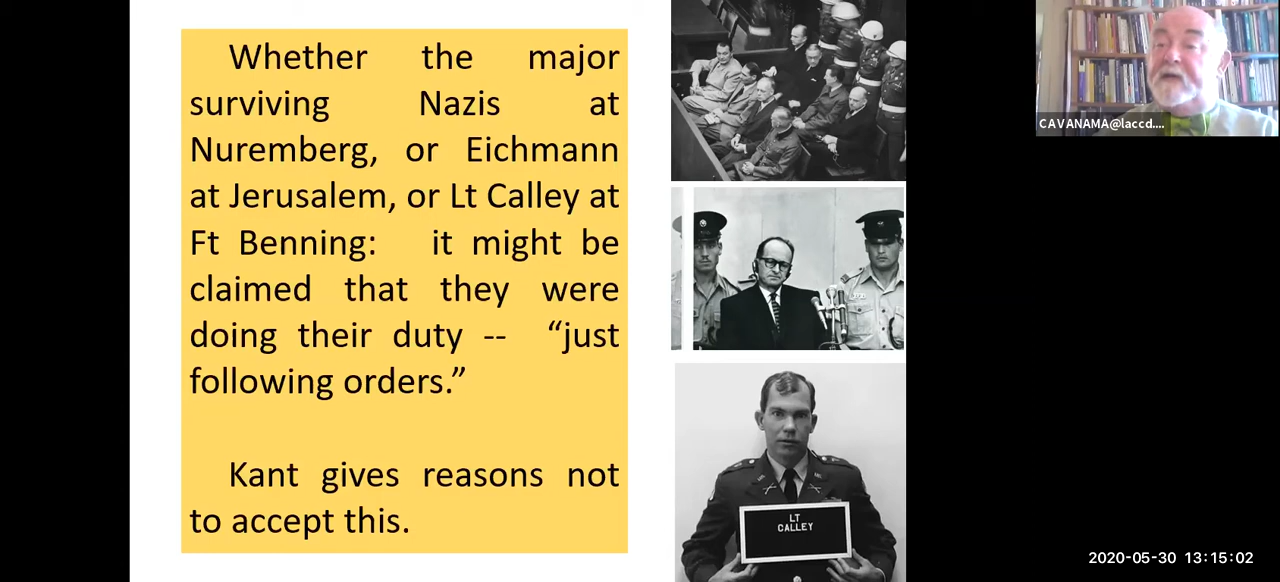 Whether the major
surviving Nazis at
Nuremberg, or Eichmann
at Jerusalem, or Lt Calley at
Ft Benning: it might be
claimed that they were
doing their duty -- “just
following orders.”
Kant gives reasons not
to accept this.
LT
CALLEY
CAVANAMA@laccd....
2020-05-30 13:15:02